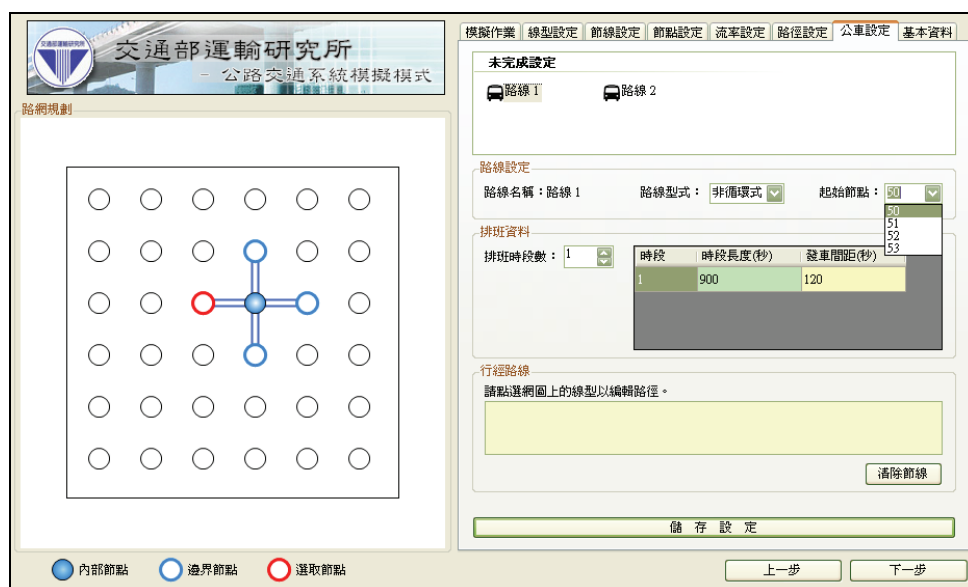 交通部運輸研究所
交通部運輸研究所
- 公路交通系統模擬模式
路網規劃
內部節點 邊界節點 選取節點
模擬作業 線型設定 節線設定 節點設定 流率設定 路徑設定 公車設定 基本資料
未完成設定
路線 1 路線 2
路線設定
路線名稱：路線 1 路線型式： 非循環式 起始節點： 50
50
51
52
53
排班資料
排班時段數： 1
時段 時段長度(秒) 發車間距(秒)
1 900 120
行經路線
請點選網圖上的線型以編輯路徑。
清除節線
儲 存 設 定
上一步 下一步